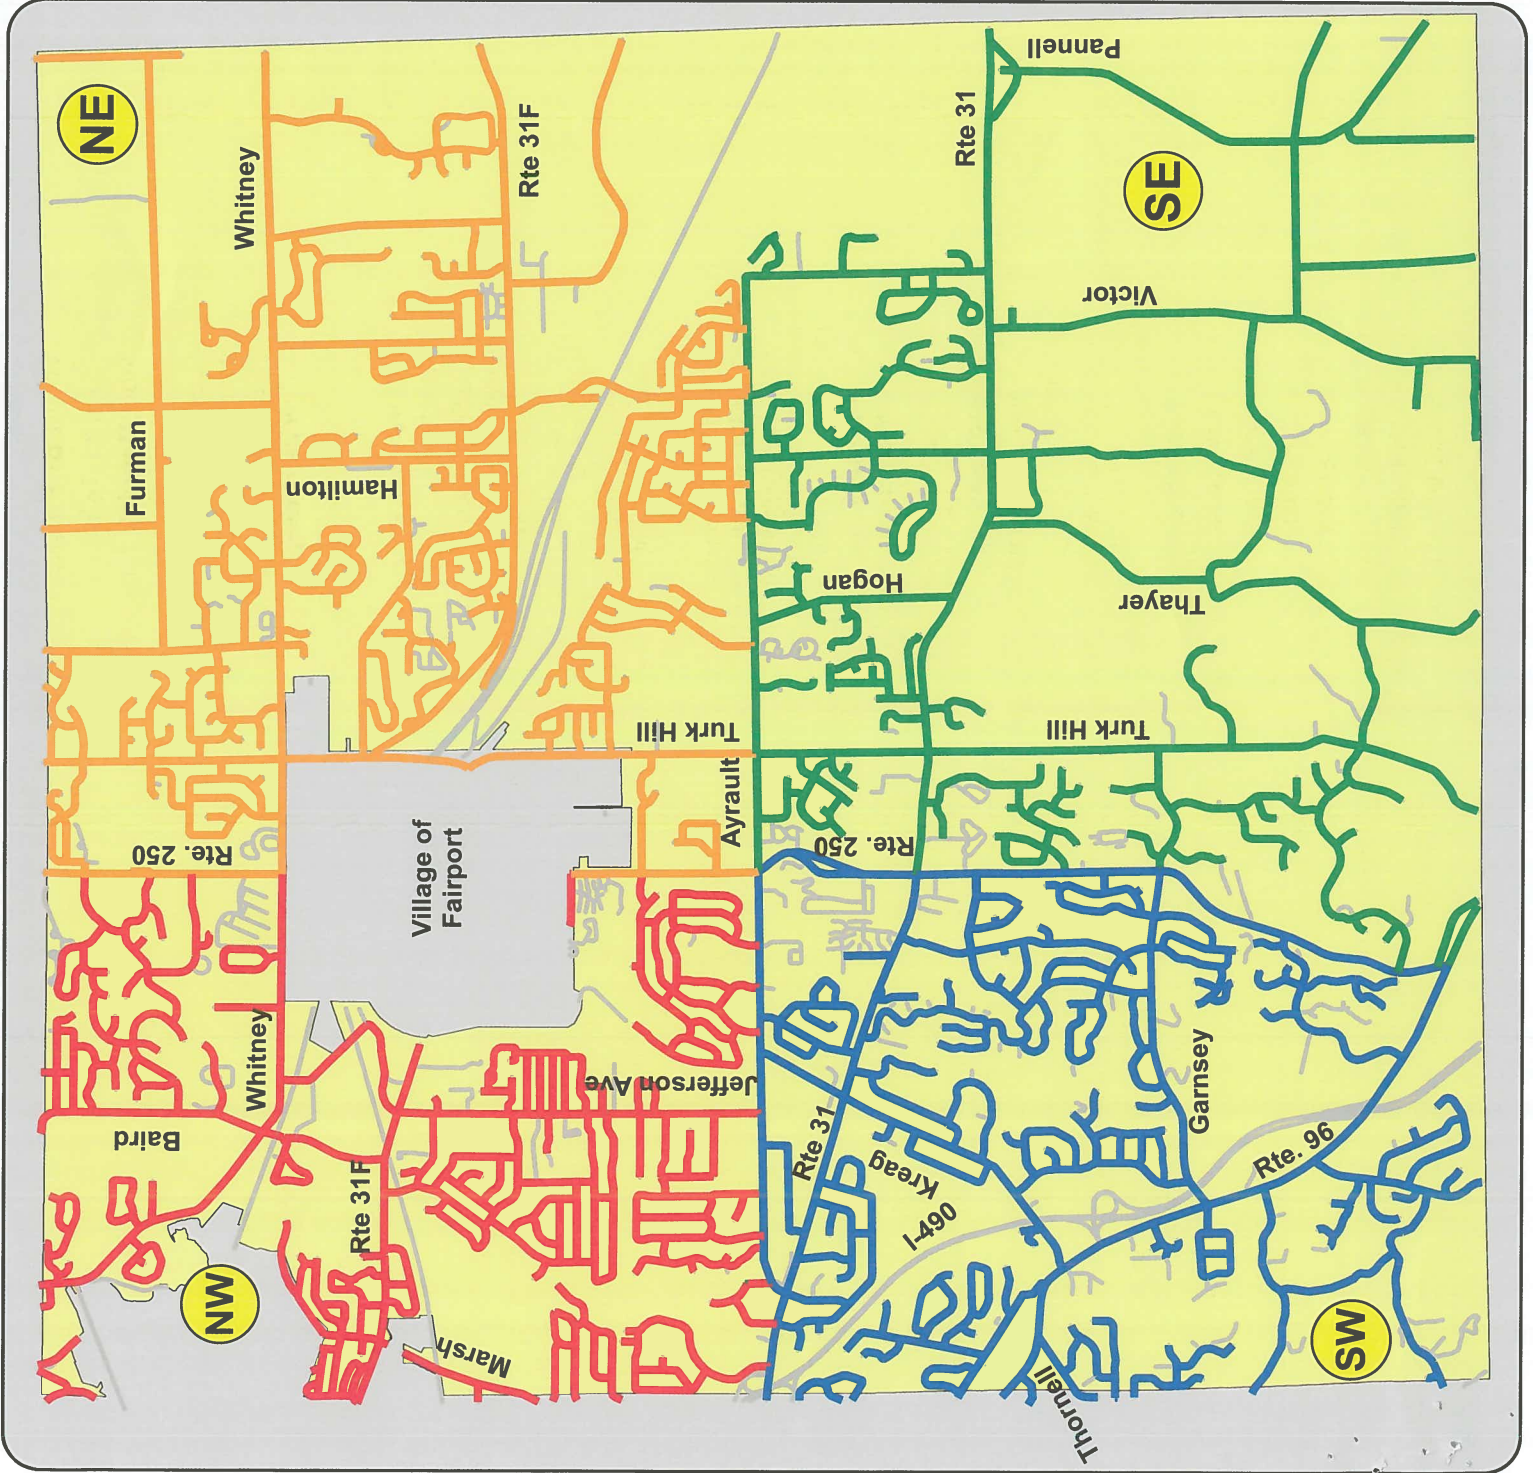 NE
Whitney
Furman
Rte 31F
Hamilton
Rte 31
Pannell
SE
Victor
Hogan
Thayer
Turk Hill
Turk Hill
Ayrault
Rte. 250
Rte. 250
Village of
Fairport
Whitney
Baird
Rte 31F
Jefferson Ave
NW
Marsh
Rte 31
Kreag
I-490
Garnsey
Rte. 96
Thornell
SW